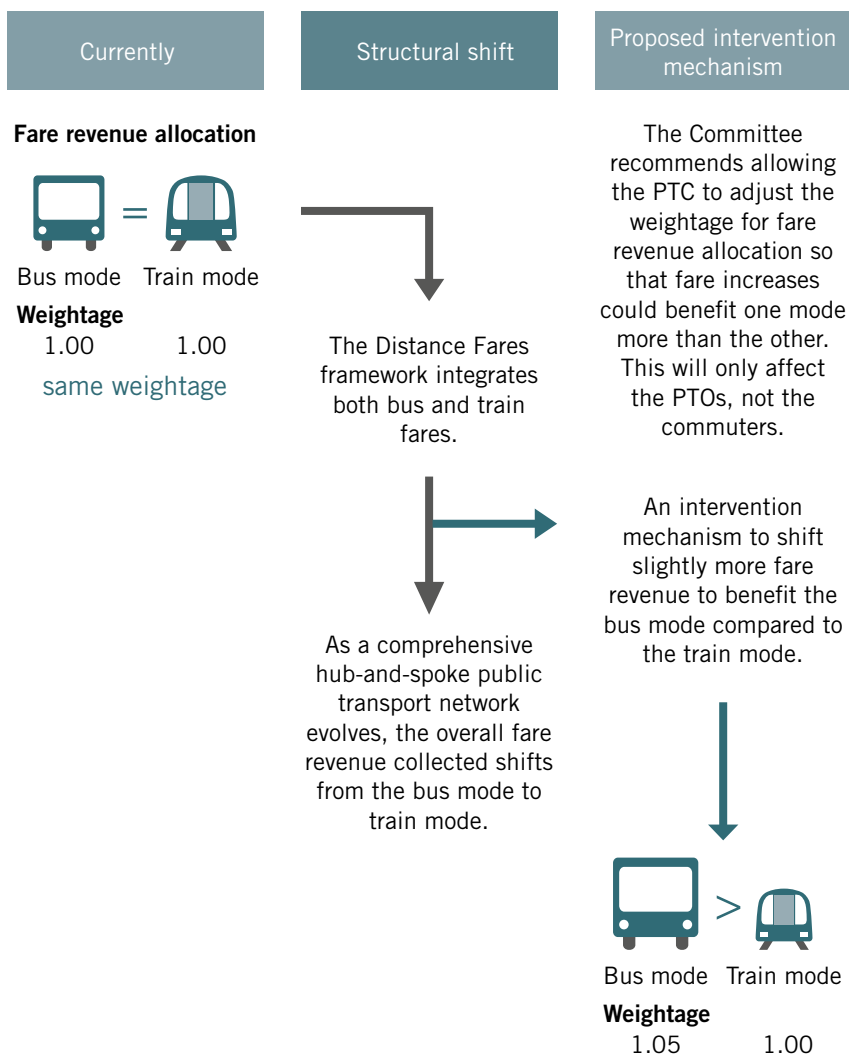 Currently
Structural shift
Proposed intervention
mechanism
Fare revenue allocation
=
Bus mode Train mode
Weightage
1.00 1.00
same weightage
The Distance Fares
framework integrates
both bus and train
fares.
As a comprehensive
hub-and-spoke public
transport network
evolves, the overall fare
revenue collected shifts
from the bus mode to
train mode.
The Committee
recommends allowing
the PTC to adjust the
weightage for fare
revenue allocation so
that fare increases
could benefit one mode
more than the other.
This will only affect
the PTOs, not the
commuters.
An intervention
mechanism to shift
slightly more fare
revenue to benefit the
bus mode compared to
the train mode.
>
Bus mode Train mode
Weightage
1.05 1.00